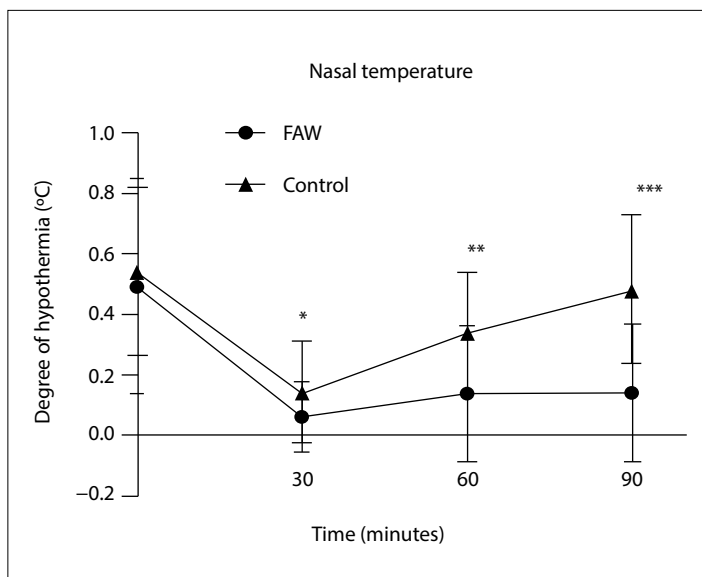 Nasal temperature
FAW
Control
Degree of hypothermia (ºC)
1.0
0.8
0.6
0.4
0.2
0.0
−0.2
*
**
***
30 60 90
Time (minutes)